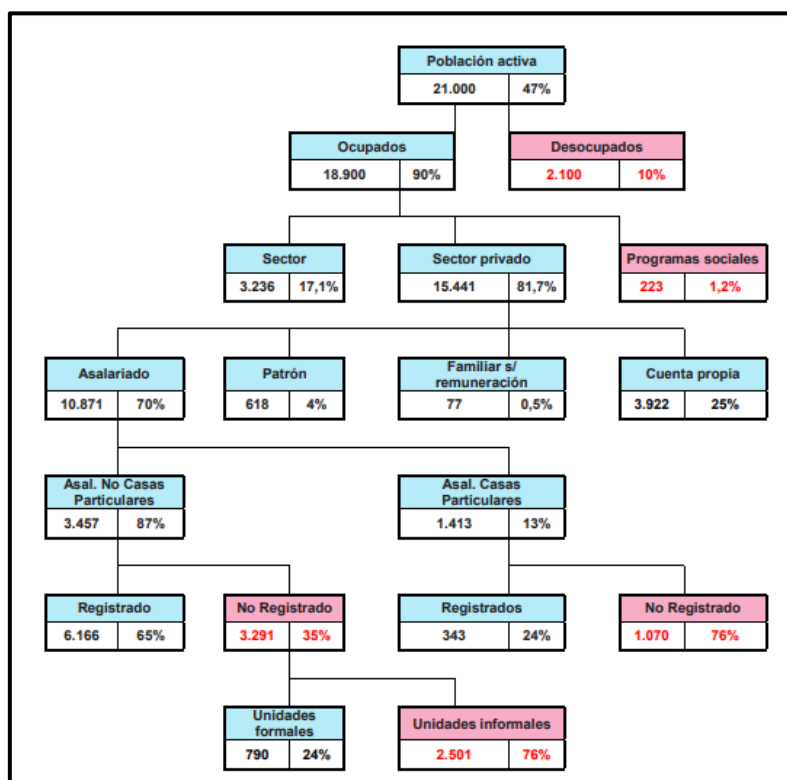 Población activa
21.000 47%
Ocupados Desocupados
18.900 90% 2.100 10%
Sector Sector privado Programas sociales
3.236 17,1% 15.441 81,7% 223 1,2%
Asalariado Patrón Familiar s/
remuneración Cuenta propia
10.871 70% 618 4% 77 0,5% 3.922 25%
Asal. No Casas
Particulares Asal. Casas
Particulares
3.457 87% 1.413 13%
Registrado No Registrado Registrados No Registrado
6.166 65% 3.291 35% 343 24% 1.070 76%
Unidades
formales Unidades informales
790 24% 2.501 76%